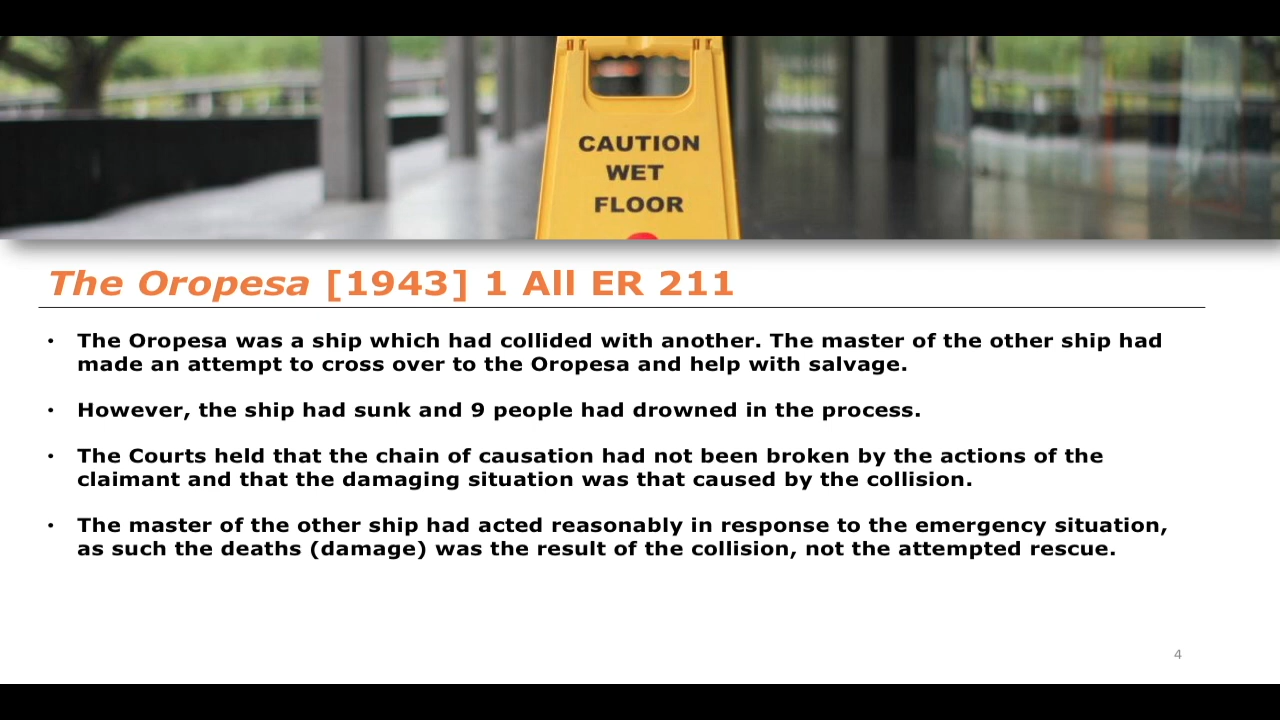 CAUTION
WET
FLOOR
The Oropesa [1943] 1 All ER 211
• The Oropesa was a ship which had collided with another. The master of the other ship had
made an attempt to cross over to the Oropesa and help with salvage.
• However, the ship had sunk and 9 people had drowned in the process.
• The Courts held that the chain of causation had not been broken by the actions of the
claimant and that the damaging situation was that caused by the collision.
• The master of the other ship had acted reasonably in response to the emergency situation,
as such the deaths (damage) was the result of the collision, not the attempted rescue.
4